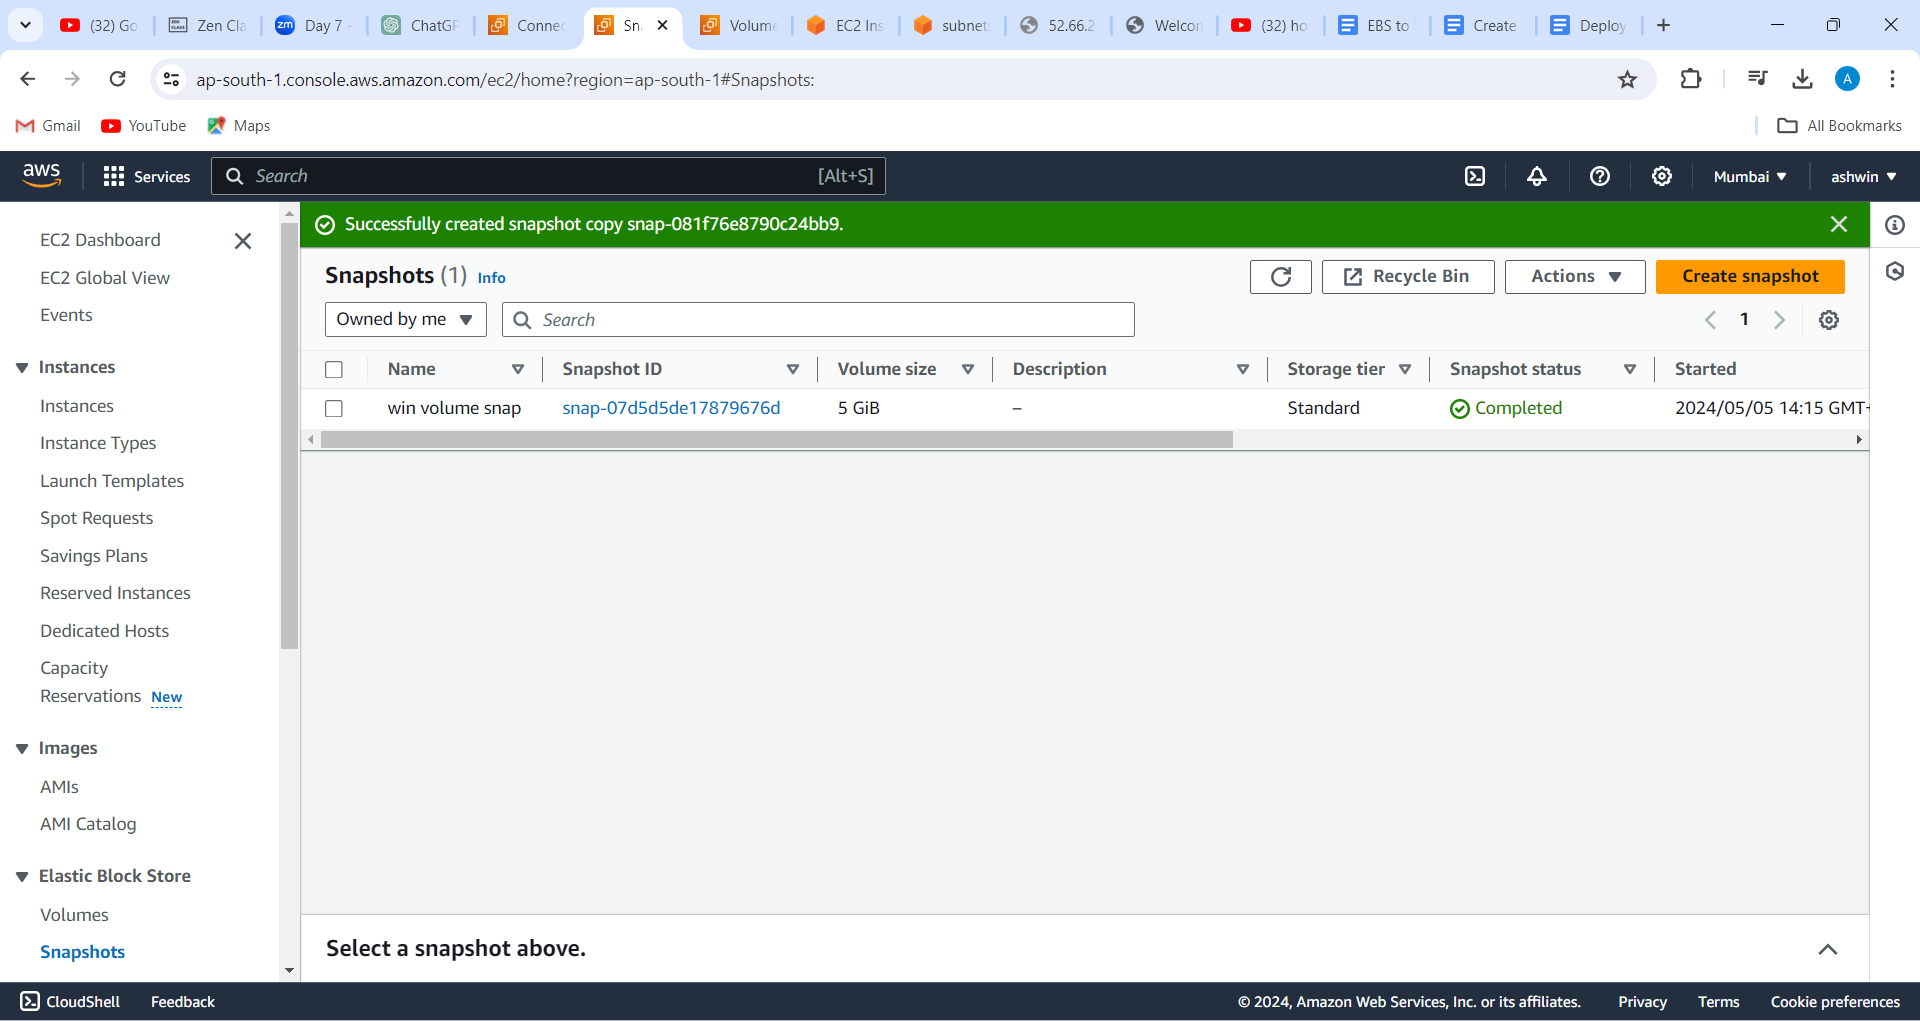 (32) Go
Zen Cla
zm Day 7 -
ChatGP
Connec
Sn
Volume
EC2 Ins
subnet
52.66.2
Welcon
(32) ho
EBS to
Create
Deploy
ap-south-1.console.aws.amazon.com/ec2/home?region=ap-south-1#Snapshots:
A
Gmail YouTube Maps All Bookmarks
aws Services Search [Alt+S] Mumbai ashwin
Successfully created snapshot copy snap-081f76e8790c24bb9.
EC2 Dashboard
EC2 Global View
Events
Instances
Instances
Instance Types
Launch Templates
Spot Requests
Savings Plans
Reserved Instances
Dedicated Hosts
Capacity
Reservations New
Images
AMIs
AMI Catalog
Elastic Block Store
Volumes
Snapshots
Snapshots (1) Info
Recycle Bin Actions Create snapshot
Owned by me Search 1
Name Snapshot ID Volume size Description Storage tier Snapshot status Started
win volume snap snap-07d5d5de17879676d 5 GiB – Standard Completed 2024/05/05 14:15 GMT+
Select a snapshot above.
CloudShell Feedback © 2024, Amazon Web Services, Inc. or its affiliates. Privacy Terms Cookie preferences